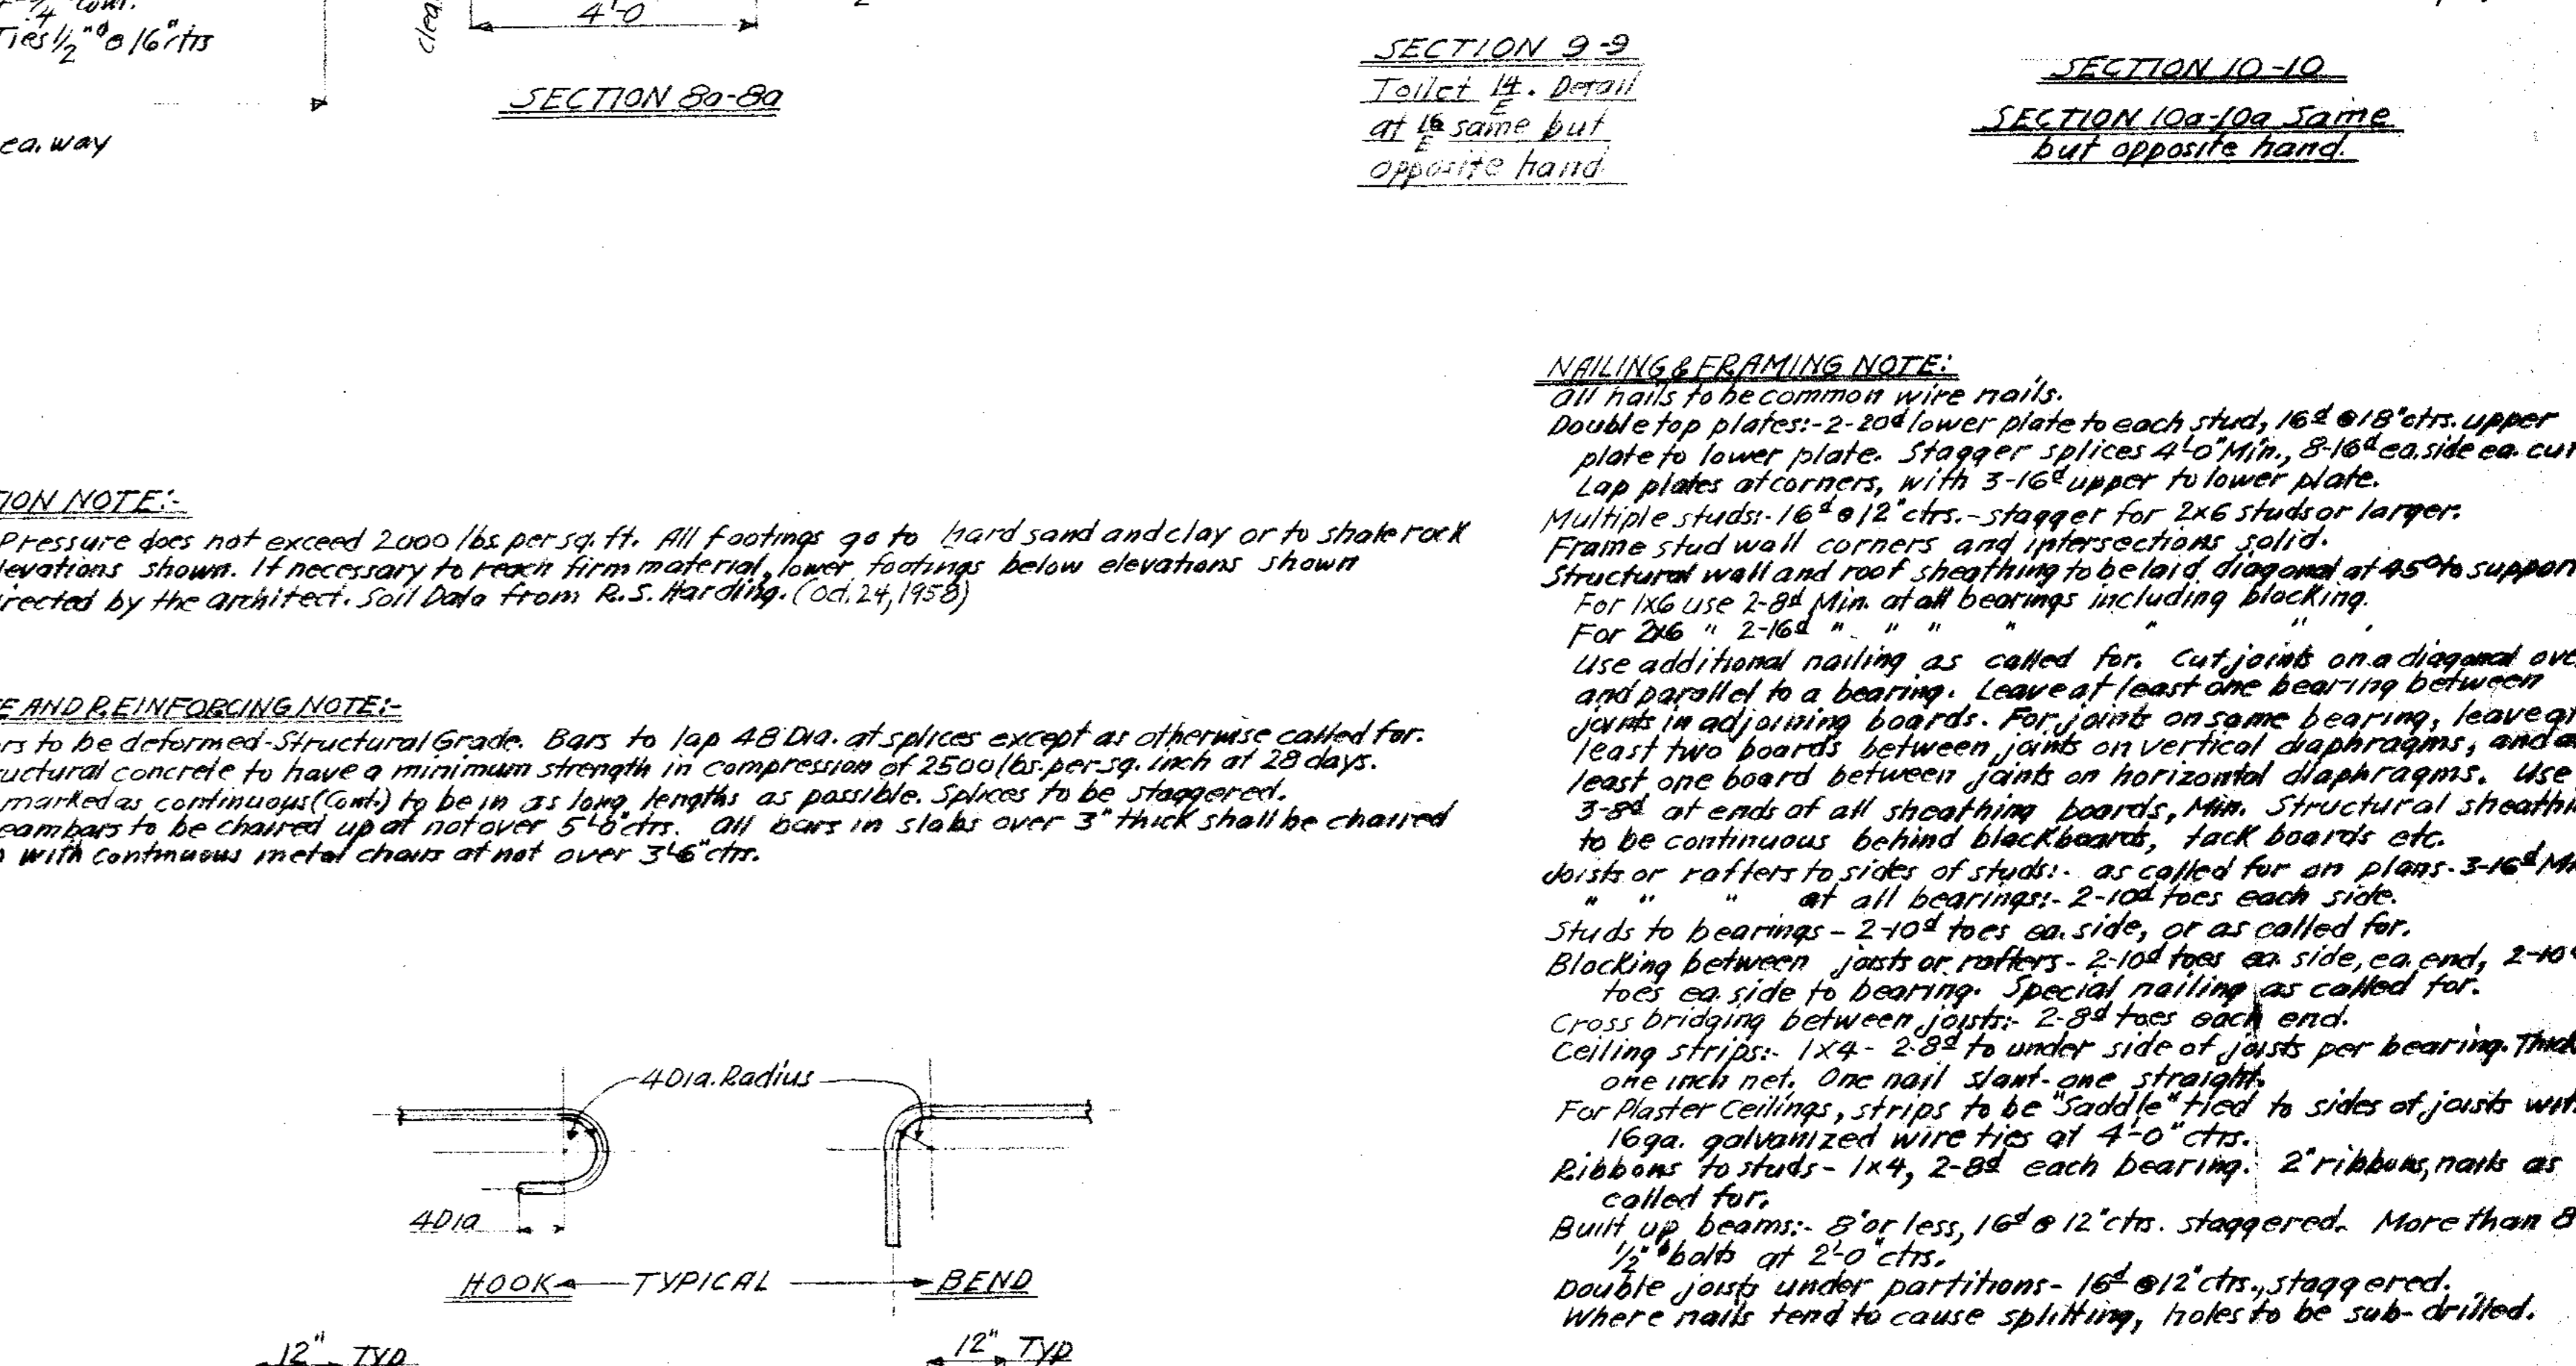 Ties 1/2"φ @ 16"ctrs
ea. way
clea
4'-0
SECTION 8a-8a
SECTION 9-9
Toilet 14/E. Detail
at 16/E same but
opposite hand
SECTION 10-10
SECTION 10a-10a Same
but opposite hand.
TION NOTE:-
Pressure does not exceed 2000 lbs. per sq. ft. All footings go to hard sand and clay or to shale rock
levations shown. If necessary to reach firm material, lower footings below elevations shown
irected by the architect. Soil Data from R.S. Harding. (Oct. 24, 1958)
E AND REINFORCING NOTE:-
rs to be deformed-Structural Grade. Bars to lap 48 Dia. at splices except as otherwise called for.
uctural concrete to have a minimum strength in compression of 2500 lbs. per sq. inch at 28 days.
marked as continuous (Cont.) to be in as long lengths as possible. Splices to be staggered.
eam bars to be chaired up at not over 5'-0"ctrs. All bars in slabs over 3" thick shall be chaired
with continuous metal chairs at not over 3'-6"ctrs.
4 Dia. Radius
4 Dia
HOOK TYPICAL BEND
12" TYP
12" TYP
NAILING & FRAMING NOTE:
All nails to be common wire nails.
Double top plates:- 2-20d lower plate to each stud, 16d @ 18"ctrs. upper
plate to lower plate. Stagger splices 4'-0" Min., 8-16d ea. side ea. cut
Lap plates at corners, with 3-16d upper to lower plate.
Multiple studs:- 16d @ 12"ctrs.- stagger for 2x6 studs or larger.
Frame stud wall corners and intersections solid.
Structural wall and roof sheathing to be laid diagonal at 45° to support
For 1x6 use 2-8d Min. at all bearings including blocking.
For 2x6 " 2-16d " " " " " " "
Use additional nailing as called for. Cut joints on a diagonal ove
and parallel to a bearing. Leave at least one bearing between
joints in adjoining boards. For joints on same bearing, leave at
least two boards between joints on vertical diaphragms, and a
least one board between joints on horizontal diaphragms. Use
3-8d at ends of all sheathing boards, Min. Structural sheathi
to be continuous behind blackboards, tack boards etc.
Joists or rafters to sides of studs:- as called for on plans. 3-16d M
" " " at all bearings:- 2-10d toes each side.
Studs to bearings - 2-10d toes ea. side, or as called for.
Blocking between joists or rafters - 2-10d toes ea. side, ea. end, 2-10
toes ea. side to bearing. Special nailing as called for.
Cross bridging between joists:- 2-8d toes each end.
Ceiling strips:- 1x4 - 2-8d to under side of joists per bearing. Thick
one inch net. One nail slant-one straight.
For Plaster Ceilings, strips to be "Saddle" tied to sides of joists wit
16 ga. galvanized wire ties at 4'-0"ctrs.
Ribbons to studs - 1x4, 2-8d each bearing. 2" ribbons, nails as
called for.
Built up beams:- 8" or less, 16d @ 12"ctrs. staggered. More than 8
1/2"φ bolts at 2'-0"ctrs.
Double joists under partitions - 16d @ 12"ctrs., staggered.
Where nails tend to cause splitting, holes to be sub-drilled.